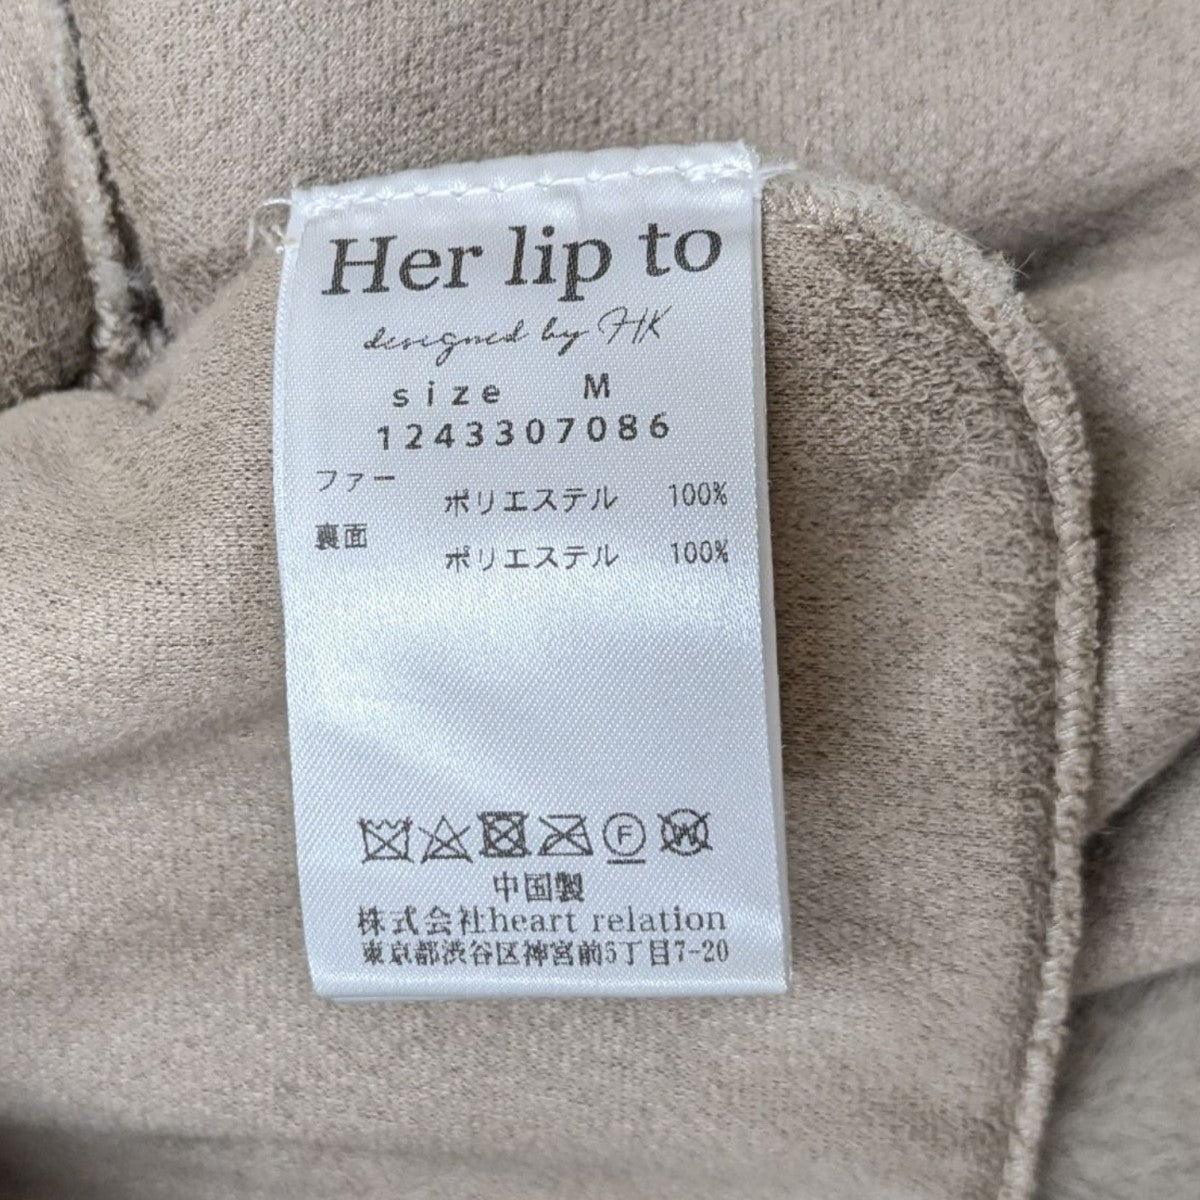 Her lip to
designed by HK
size M
1243307086
ファー
ポリエステル 100%
裏面
ポリエステル 100%
F
W
中国製
株式会社heart relation
東京都渋谷区神宮前5丁目7-20